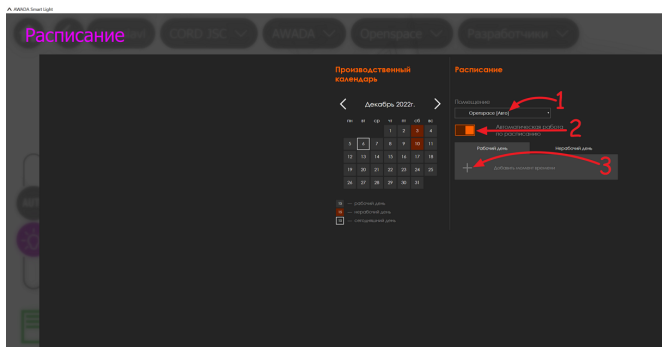 AWADA Smart Light
Расписание
CORD JSC
AWADA
Openspace
Разработчики
Производственный
календарь
Расписание
Декабрь 2022г.
пн вт ср чт пт сб вс
1 2 3 4
5 6 7 8 9 10 11
12 13 14 15 16 17 18
19 20 21 22 23 24 25
26 27 28 29 30 31
— рабочий день
— нерабочий день
— сегодняшний день
Помещение
Openspace (Авто)
1
Автоматическая работа
по расписанию
2
Рабочий день
Нерабочий день
Добавить контакт времени
3